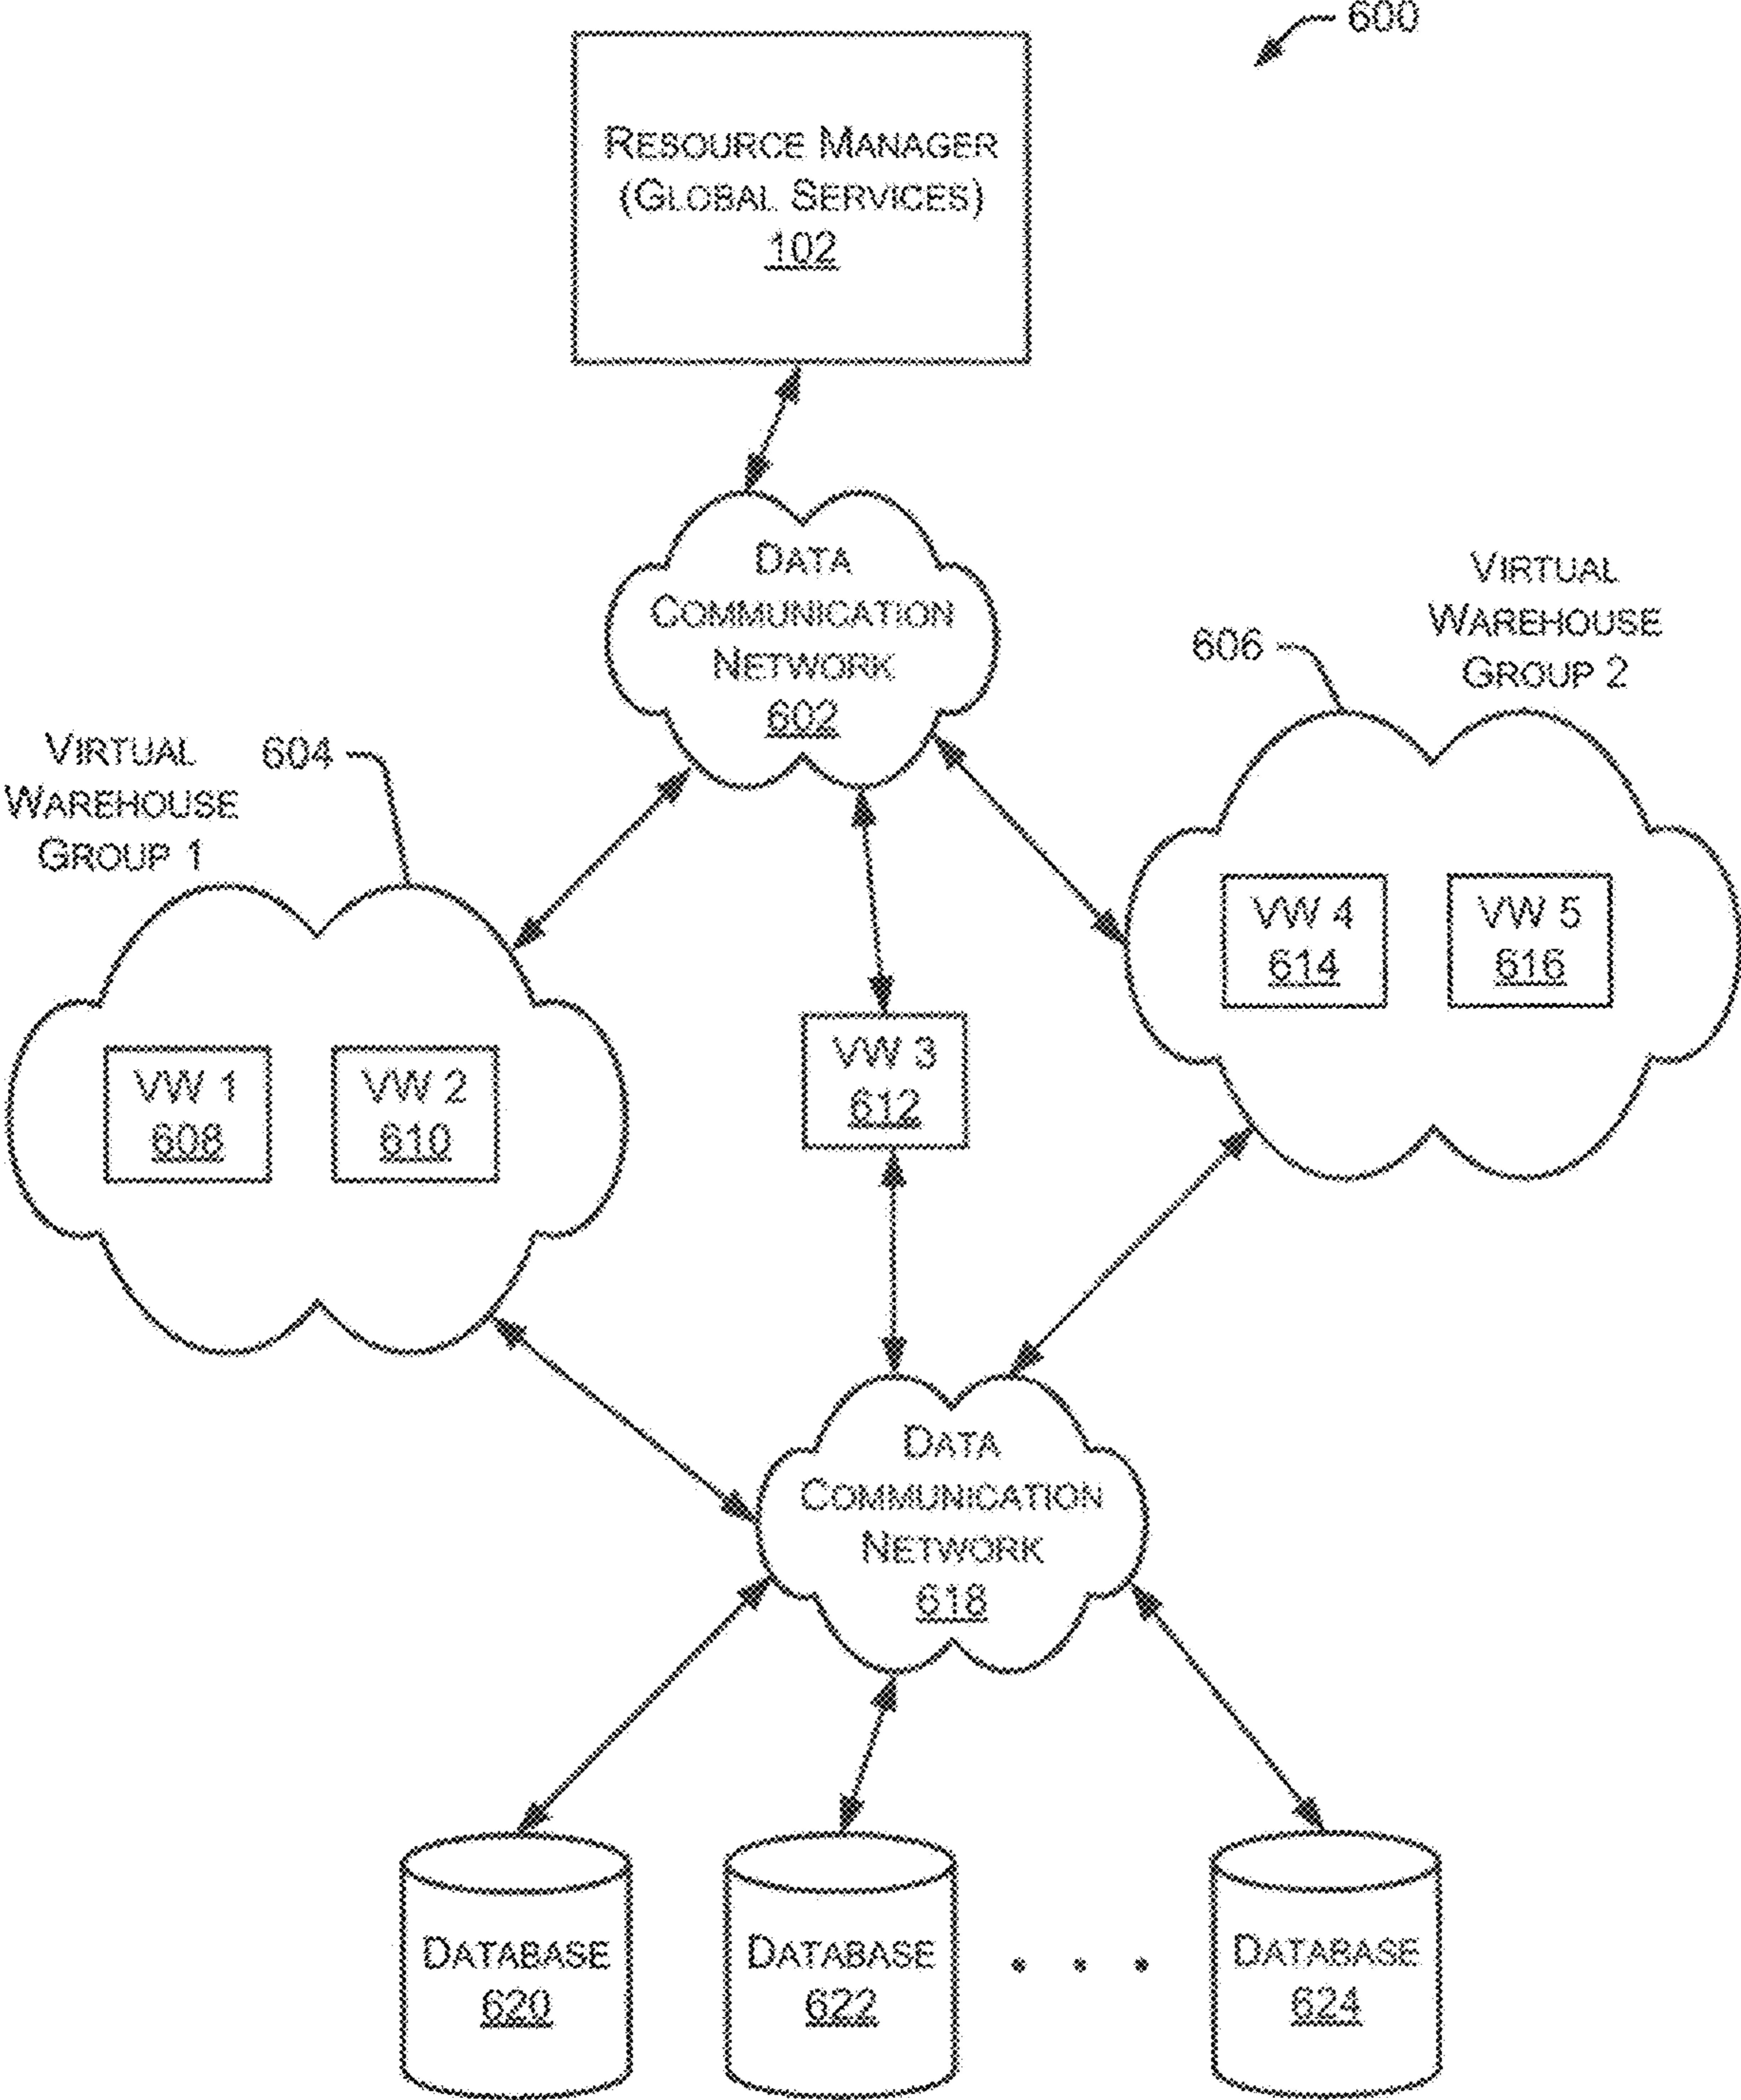 600
RESOURCE MANAGER
(GLOBAL SERVICES)
102
DATA
COMMUNICATION
NETWORK
602
VIRTUAL
WAREHOUSE
GROUP 2
606
VIRTUAL
WAREHOUSE
GROUP 1
604
VW 4
614
VW 5
616
VW 3
612
VW 1
608
VW 2
610
DATA
COMMUNICATION
NETWORK
618
DATABASE
620
DATABASE
622
. . .
DATABASE
624